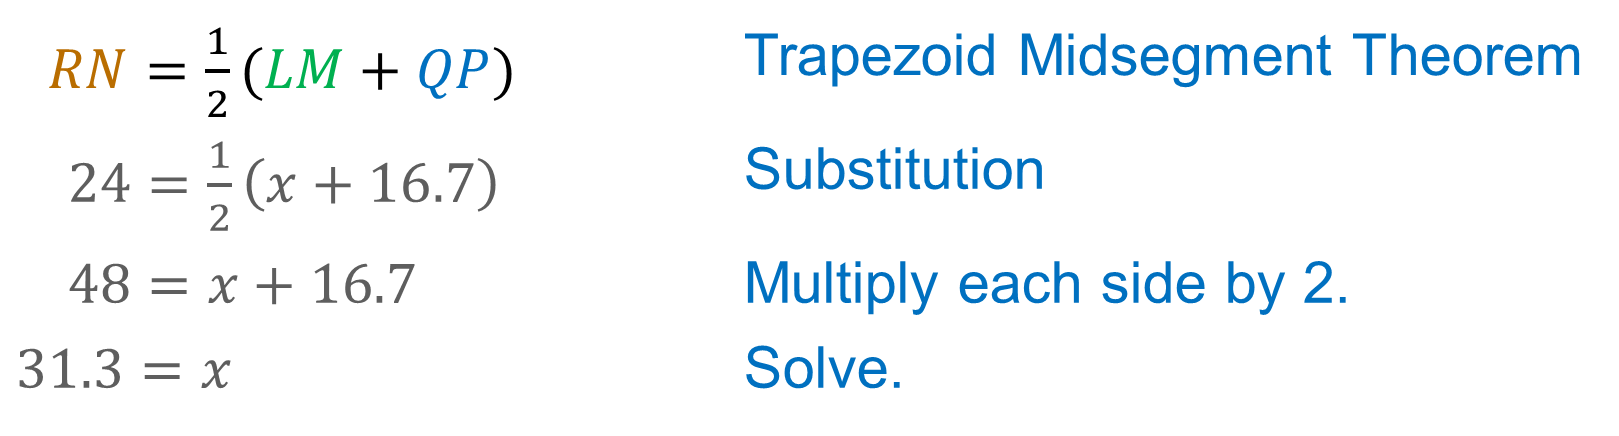 RN = 1/2 (LM + QP) Trapezoid Midsegment Theorem
24 = 1/2 (x + 16.7) Substitution
48 = x + 16.7 Multiply each side by 2.
31.3 = x Solve.